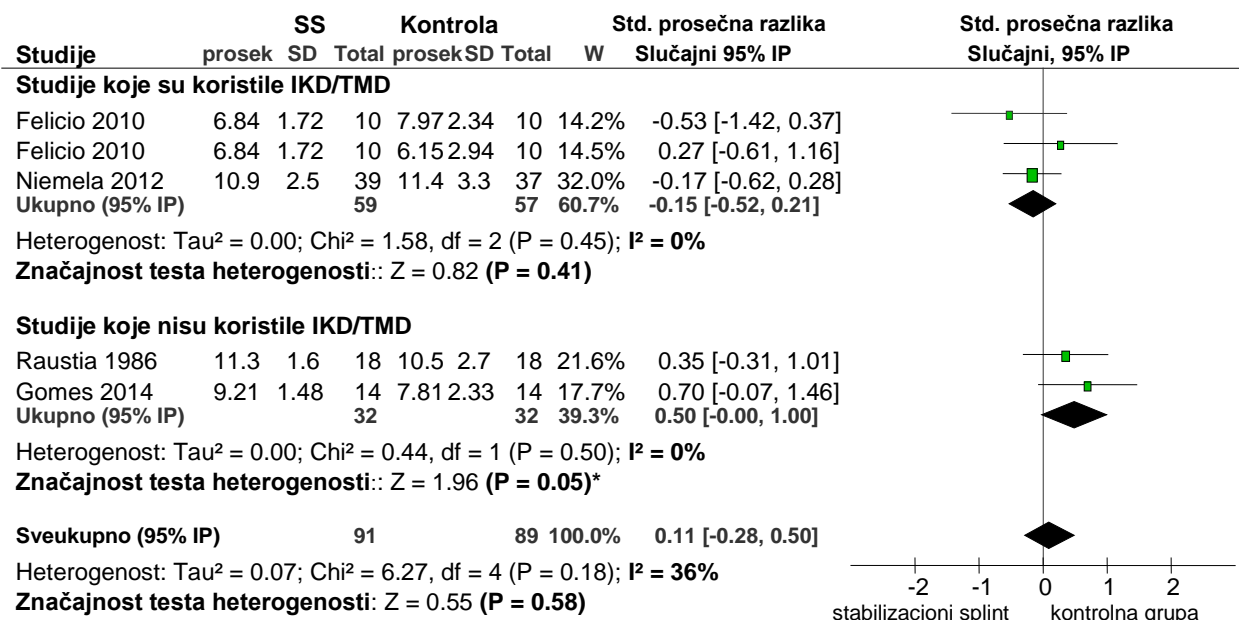 SS Kontrola Std. prosečna razlika Std. prosečna razlika
Studije prosek SD Total prosek SD Total W Slučajni 95% IP Slučajni, 95% IP
Studije koje su koristile IKD/TMD
Felicio 2010 6.84 1.72 10 7.97 2.34 10 14.2% -0.53 [-1.42, 0.37]
Felicio 2010 6.84 1.72 10 6.15 2.94 10 14.5% 0.27 [-0.61, 1.16]
Niemela 2012 10.9 2.5 39 11.4 3.3 37 32.0% -0.17 [-0.62, 0.28]
Ukupno (95% IP) 59 57 60.7% -0.15 [-0.52, 0.21]
Heterogenost: Tau² = 0.00; Chi² = 1.58, df = 2 (P = 0.45); I² = 0%
Značajnost testa heterogenosti:: Z = 0.82 (P = 0.41)
Studije koje nisu koristile IKD/TMD
Raustia 1986 11.3 1.6 18 10.5 2.7 18 21.6% 0.35 [-0.31, 1.01]
Gomes 2014 9.21 1.48 14 7.81 2.33 14 17.7% 0.70 [-0.07, 1.46]
Ukupno (95% IP) 32 32 39.3% 0.50 [-0.00, 1.00]
Heterogenost: Tau² = 0.00; Chi² = 0.44, df = 1 (P = 0.50); I² = 0%
Značajnost testa heterogenosti:: Z = 1.96 (P = 0.05)*
Sveukupno (95% IP) 91 89 100.0% 0.11 [-0.28, 0.50]
Heterogenost: Tau² = 0.07; Chi² = 6.27, df = 4 (P = 0.18); I² = 36%
Značajnost testa heterogenosti: Z = 0.55 (P = 0.58)
-2 -1 0 1 2
stabilizacioni splint kontrolna grupa